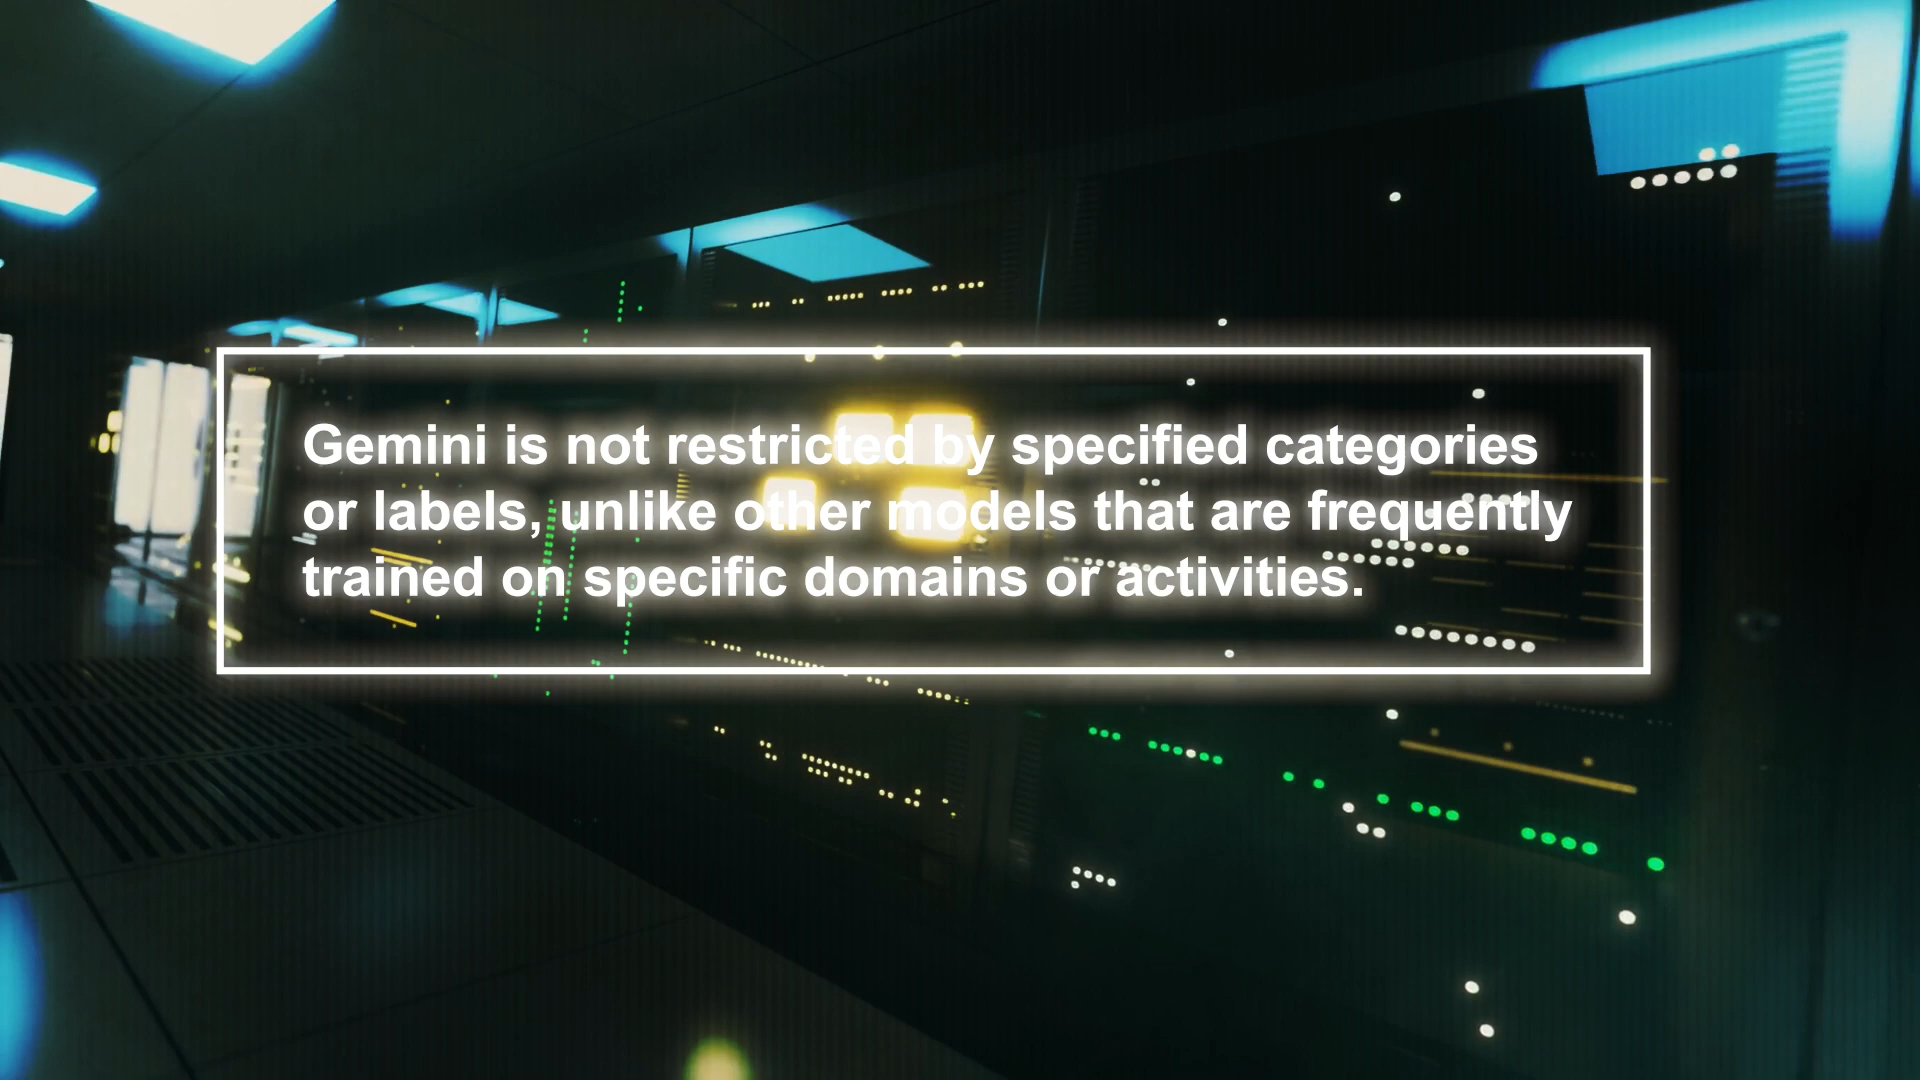 Gemini is not restricted by specified categories
or labels, unlike other models that are frequently
trained on specific domains or activities.